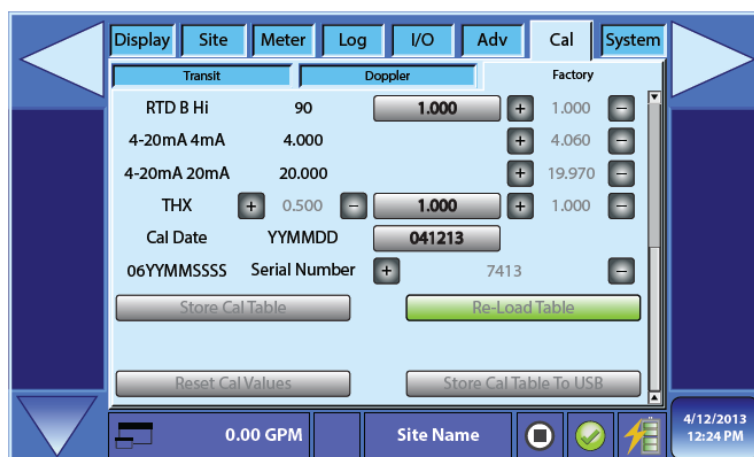 Display Site Meter Log I/O Adv Cal System
Transit Doppler Factory
RTD B Hi 90 1.000 + 1.000 −
4-20mA 4mA 4.000 + 4.060 −
4-20mA 20mA 20.000 + 19.970 −
THX + 0.500 − 1.000 + 1.000 −
Cal Date YYMMDD 041213
06YYMMSSSS Serial Number + 7413 −
Store Cal Table Re-Load Table
Reset Cal Values Store Cal Table To USB
0.00 GPM Site Name 4/12/2013
12:24 PM